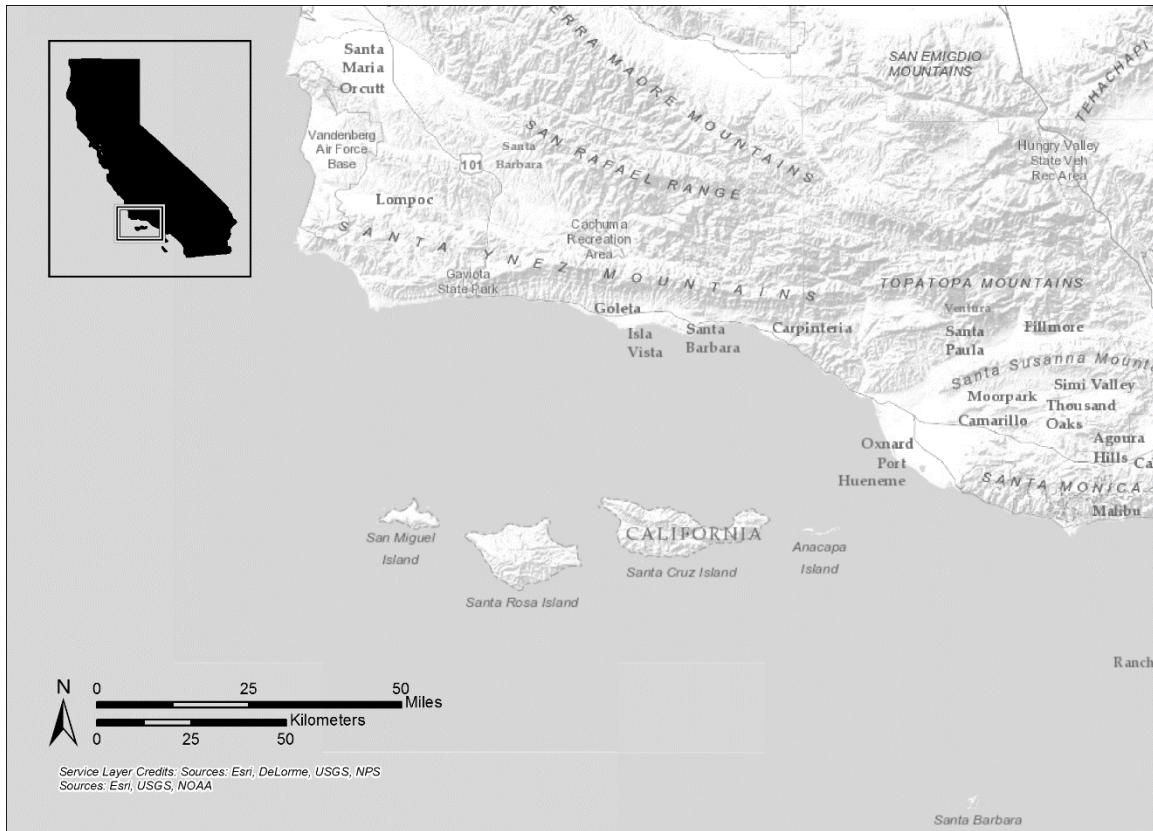 ERRA MADRE MOUNTAINS
SAN EMIGDIO
MOUNTAINS
TEHACHAPI
Santa
Maria
Orcutt
Vandenberg
Air Force
Base
101
Santa
Barbara
SAN RAFAEL RANGE
Hungry Valley
State Veh
Rec Area
Lompoc
Cachuma
Recreation
Area
SANTA YNEZ MOUNTAINS
Gaviota
State Park
TOPATOPA MOUNTAINS
Goleta
Isla
Vista
Santa
Barbara
Carpinteria
Ventura
Santa
Paula
Fillmore
Santa Susanna Mounta
Simi Valley
Moorpark
Thousand
Oaks
Camarillo
Agoura
Hills
Ca
Oxnard
Port
Hueneme
SANTA MONICA
Malibu
San Miguel
Island
Santa Rosa Island
CALIFORNIA
Santa Cruz Island
Anacapa
Island
Ranch
N
0 25 50
Miles
Kilometers
0 25 50
Service Layer Credits: Sources: Esri, DeLorme, USGS, NPS
Sources: Esri, USGS, NOAA
Santa Barbara